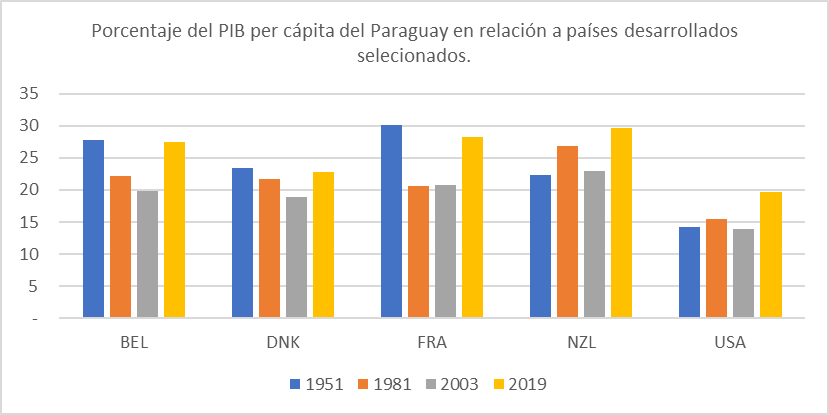 Porcentaje del PIB per cápita del Paraguay en relación a países desarrollados
selecionados.
35
30
25
20
15
10
5
-
BEL DNK FRA NZL USA
1951 1981 2003 2019